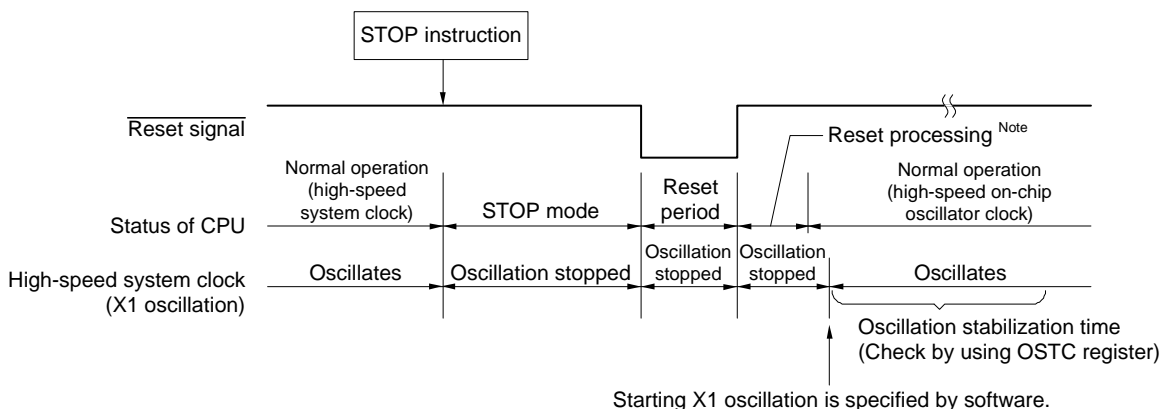 STOP instruction
Reset signal
Reset processing Note
Normal operation
(high-speed
system clock)
Reset
period
Normal operation
(high-speed on-chip
oscillator clock)
Status of CPU
STOP mode
High-speed system clock
(X1 oscillation)
Oscillates
Oscillation stopped
Oscillation
stopped
Oscillation
stopped
Oscillates
Oscillation stabilization time
(Check by using OSTC register)
Starting X1 oscillation is specified by software.